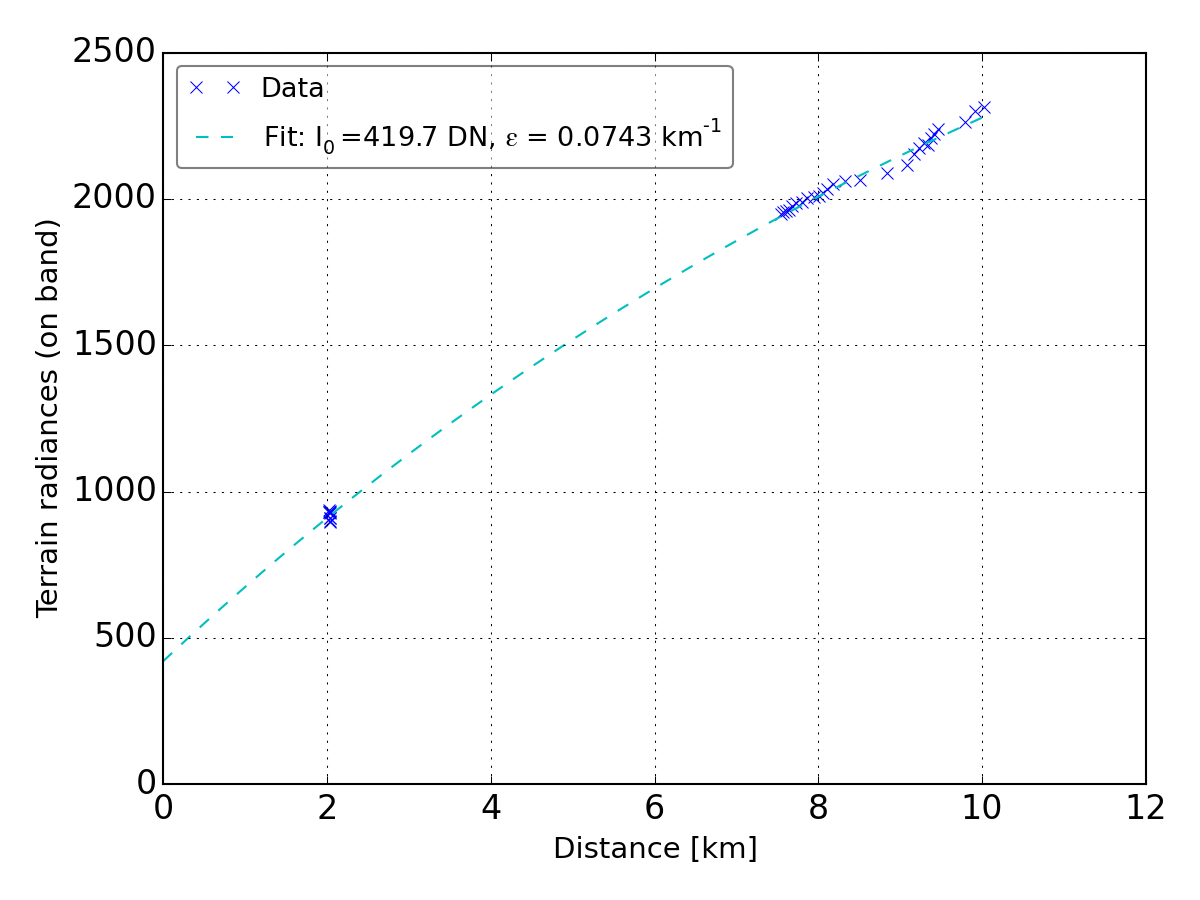 2500
Data
Fit: I0=419.7 DN, ε = 0.0743 km-1
2000
1500
1000
500
0
0 2 4 6 8 10 12
Distance [km]
Terrain radiances (on band)